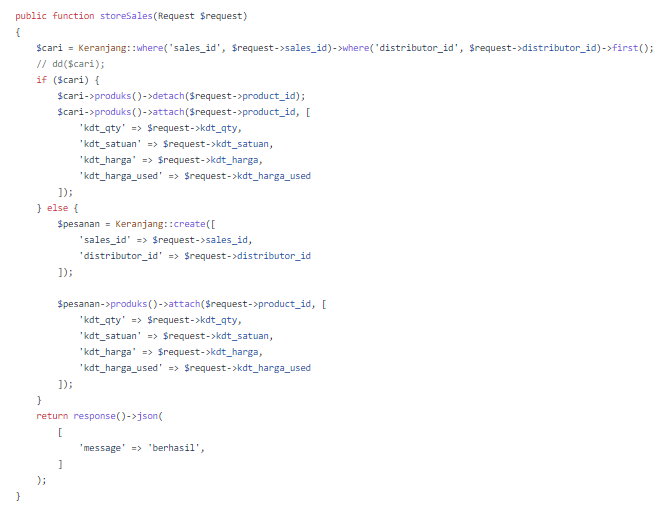 public function storeSales(Request $request)
{
    $cari = Keranjang::where('sales_id', $request->sales_id)->where('distributor_id', $request->distributor_id)->first();
    // dd($cari);
    if ($cari) {
        $cari->produks()->detach($request->product_id);
        $cari->produks()->attach($request->product_id, [
            'kdt_qty' => $request->kdt_qty,
            'kdt_satuan' => $request->kdt_satuan,
            'kdt_harga' => $request->kdt_harga,
            'kdt_harga_used' => $request->kdt_harga_used
        ]);
    } else {
        $pesanan = Keranjang::create([
            'sales_id' => $request->sales_id,
            'distributor_id' => $request->distributor_id
        ]);

        $pesanan->produks()->attach($request->product_id, [
            'kdt_qty' => $request->kdt_qty,
            'kdt_satuan' => $request->kdt_satuan,
            'kdt_harga' => $request->kdt_harga,
            'kdt_harga_used' => $request->kdt_harga_used
        ]);
    }
    return response()->json(
        [
            'message' => 'berhasil',
        ]
    );
}